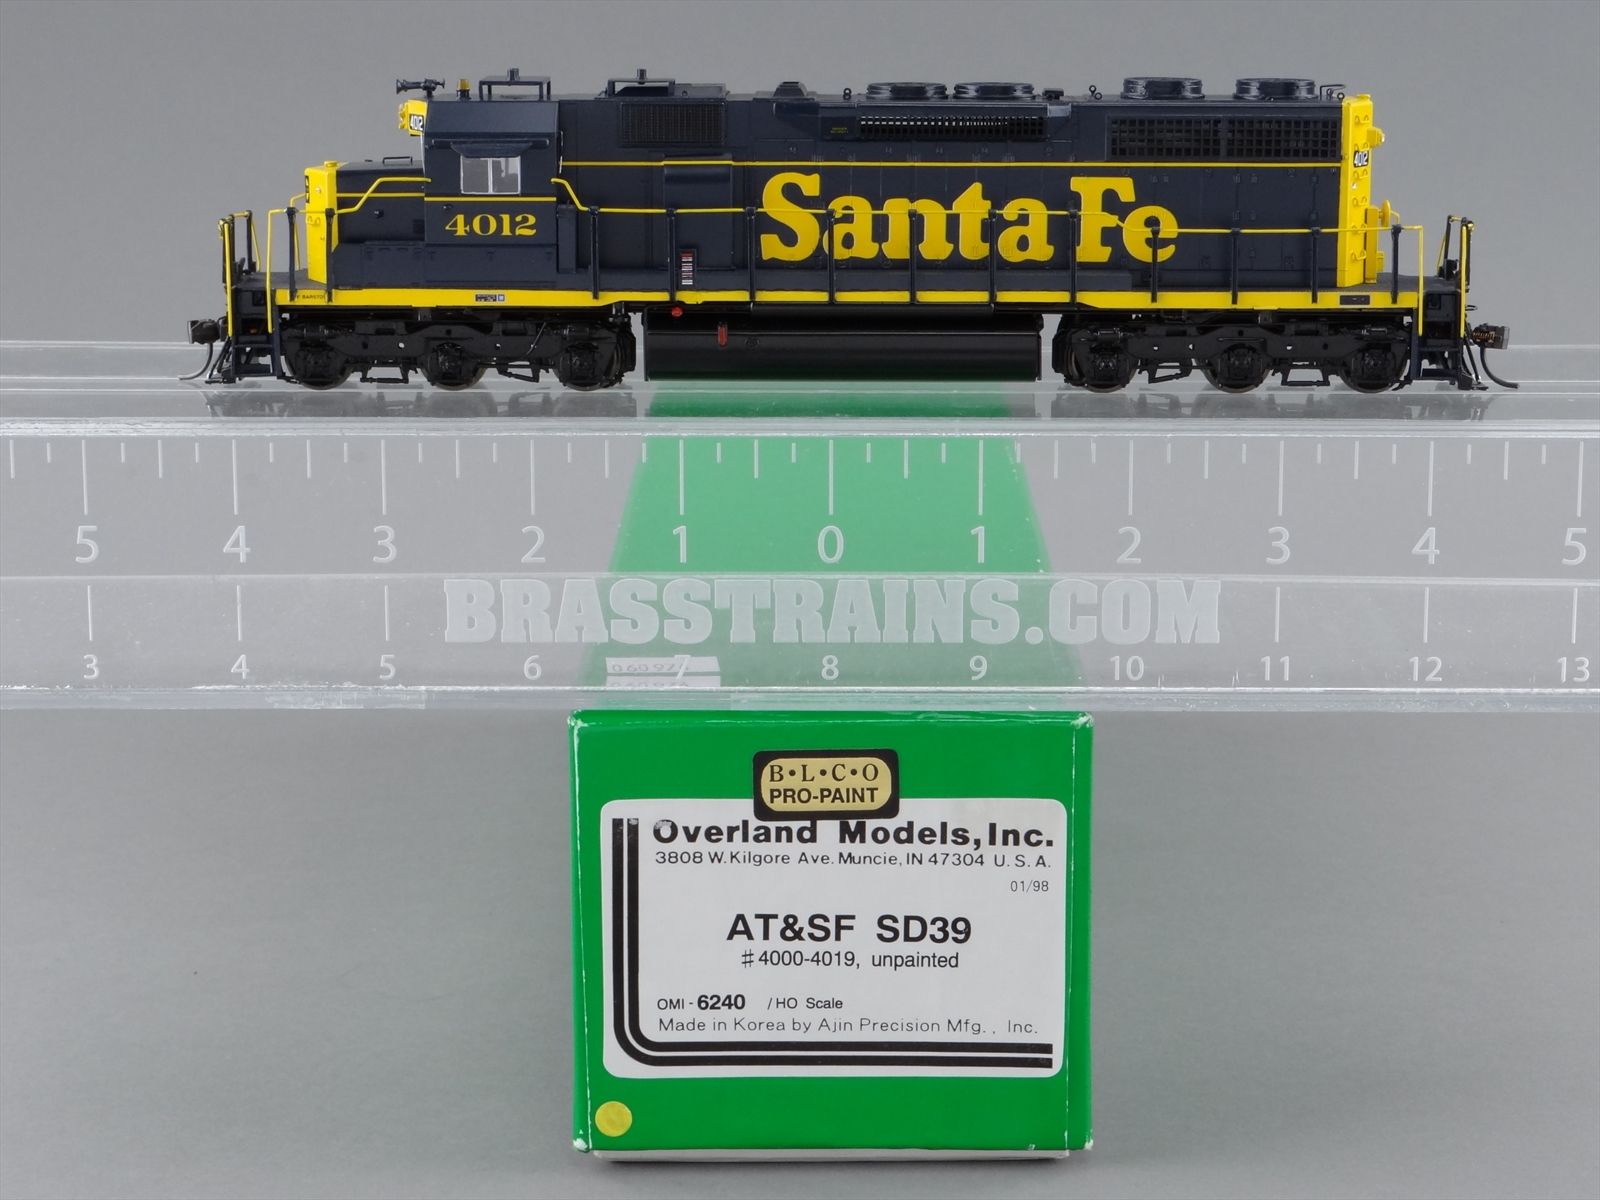 4012
4012
4012
Santa Fe
5 4 3 2 1 0 1 2 3 4 5
BRASSTRAINS.COM
3 4 5 6 7 8 9 10 11 12 13
B•L•C•O
PRO-PAINT
Overland Models, Inc.
3808 W. Kilgore Ave. Muncie, IN 47304 U. S. A.
01/98
AT&SF SD39
#4000-4019, unpainted
OMI - 6240 / HO Scale
Made in Korea by Ajin Precision Mfg., Inc.